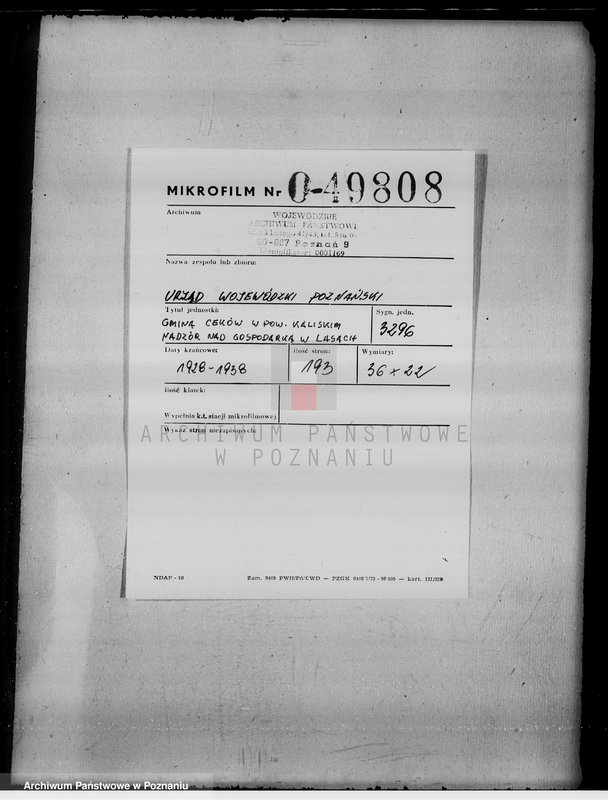 MIKROFILM Nr 0-49808
Archiwum
WOJEWÓDZKIE
ARCHIWUM PAŃSTWOWE
60-967 Poznań 9
0001169
Nazwa zespołu lub zbioru:
URZĄD WOJEWÓDZKI POZNAŃSKI
Tytuł jednostki:
Sygn. jedn.
GMINA CEKÓW W POW. KALISKIM
NADZÓR NAD GOSPODARKĄ W LASACH
3296
Daty krańcowe:
ilość stron:
Wymiary:
1928-1938
193
36 x 22
ilość klatek:
Wypełnia k.t. stacji mikrofilmowej
Wykaz stron niezapisanych:
ARCHIWUM PAŃSTWOWE
W POZNANIU
NDAP - 10
Archiwum Państwowe w Poznaniu